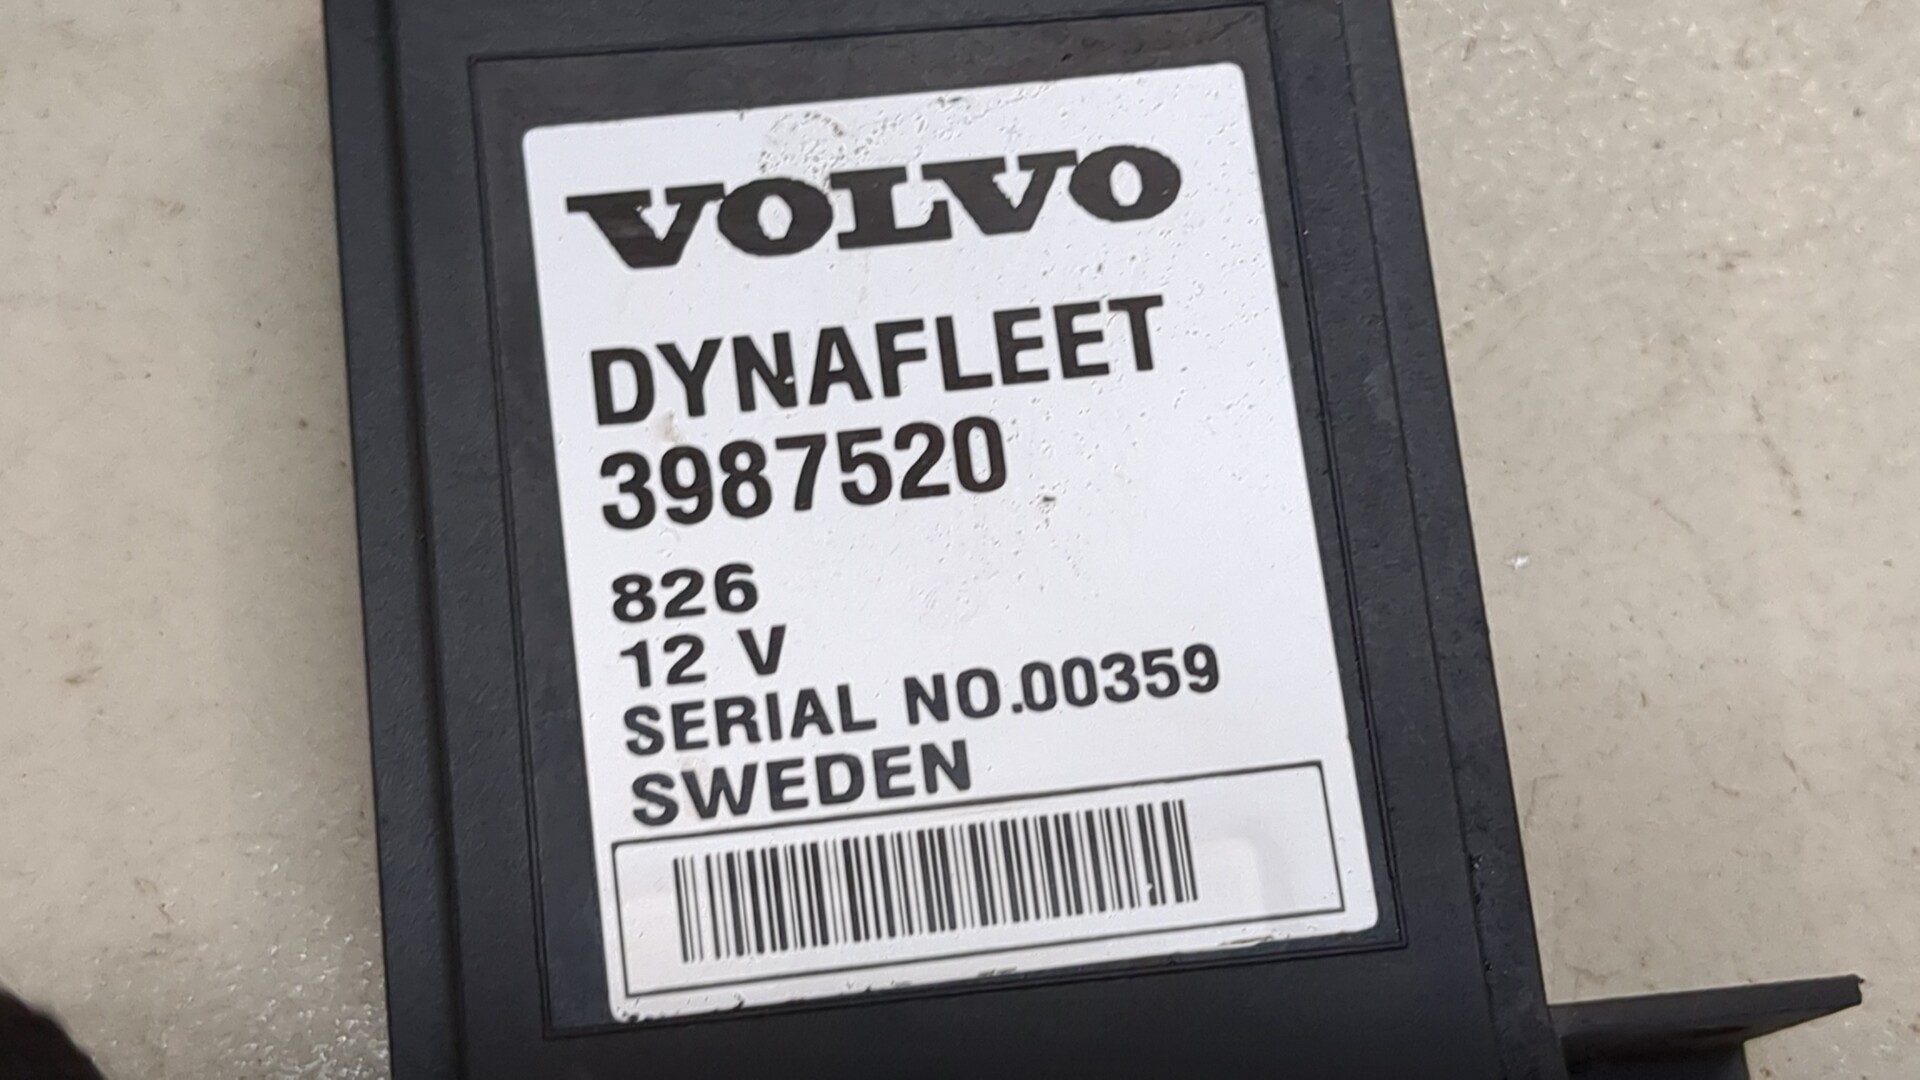 VOLVO
DYNAFLEET
3987520
826
12 V
SERIAL NO.00359
SWEDEN